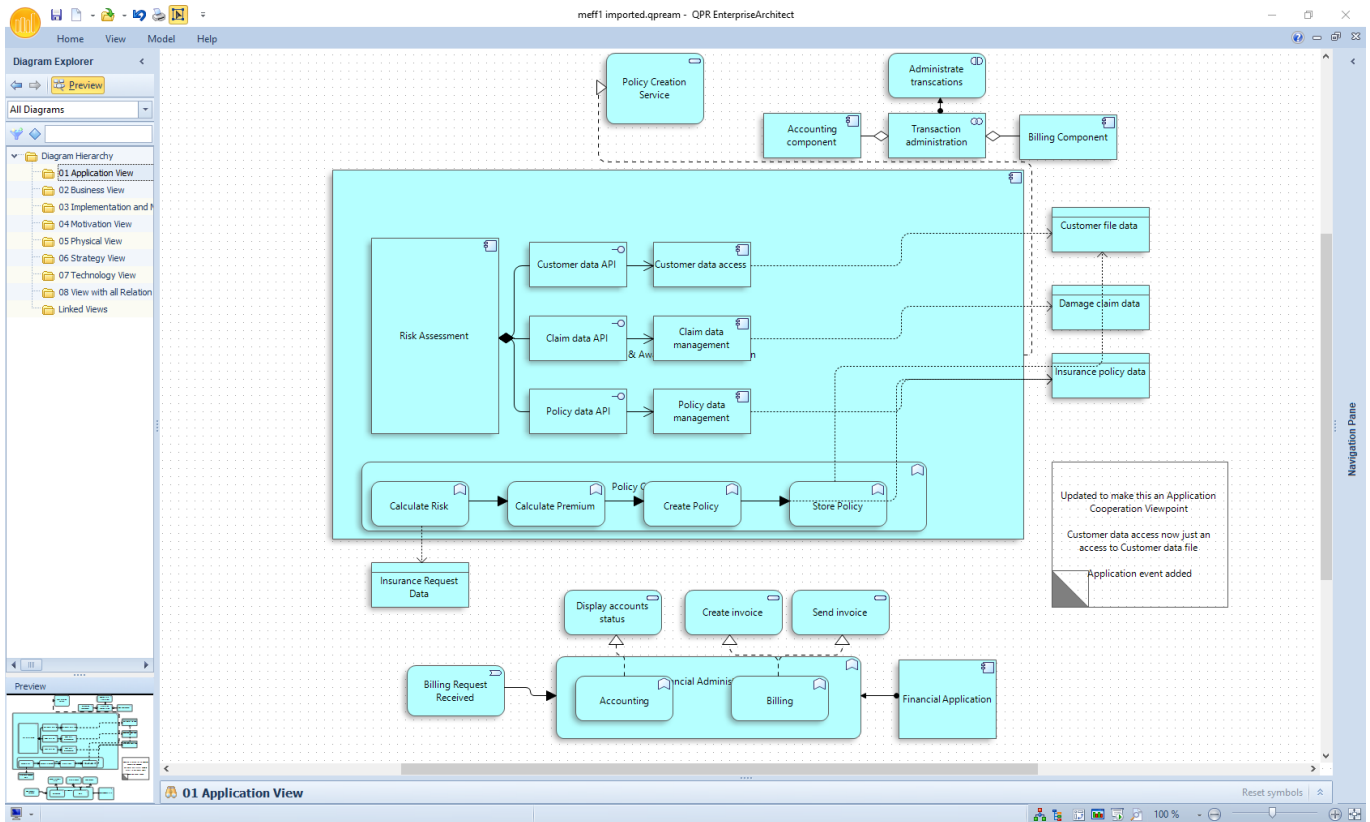 meff1 imported.qpream - QPR EnterpriseArchitect
Home View Model Help
Diagram Explorer
Preview
All Diagrams
Diagram Hierarchy
01 Application View
02 Business View
03 Implementation and M
04 Motivation View
05 Physical View
06 Strategy View
07 Technology View
08 View with all Relation
Linked Views
Preview
Policy Creation
Service
Administrate
transcations
Accounting
component
Transaction
administration
Billing Component
Customer file data
Damage claim data
Insurance policy data
Risk Assessment
Customer data API
Customer data access
Claim data API
Claim data
management
& Aw
n
Policy data API
Policy data
management
Policy C
Calculate Risk
Calculate Premium
Create Policy
Store Policy
Insurance Request
Data
Updated to make this an Application
Cooperation Viewpoint
Customer data access now just an
access to Customer data file
Application event added
Display accounts
status
Create invoice
Send invoice
Billing Request
Received
ncial Adminis
Accounting
Billing
Financial Application
Navigation Pane
01 Application View
Reset symbols
100 %